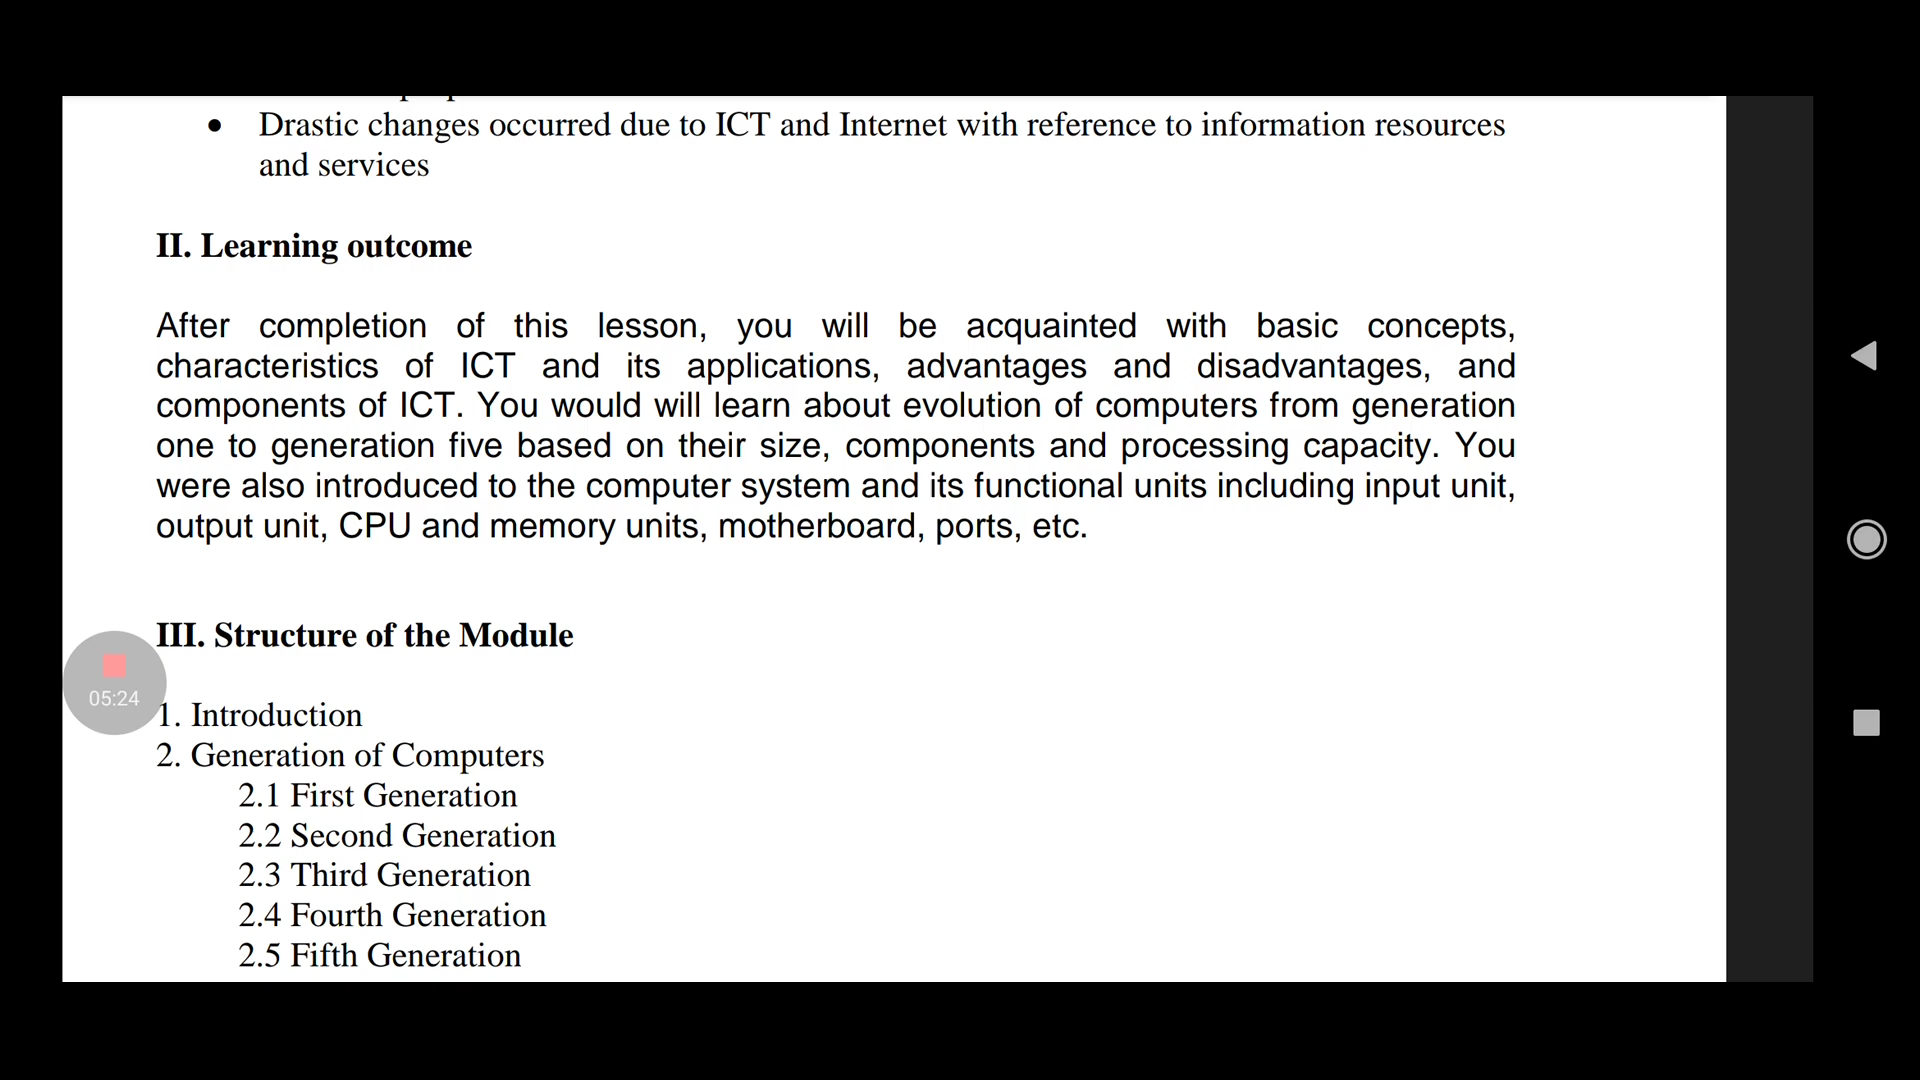 • Drastic changes occurred due to ICT and Internet with reference to information resources
and services
II. Learning outcome
After completion of this lesson, you will be acquainted with basic concepts,
characteristics of ICT and its applications, advantages and disadvantages, and
components of ICT. You would will learn about evolution of computers from generation
one to generation five based on their size, components and processing capacity. You
were also introduced to the computer system and its functional units including input unit,
output unit, CPU and memory units, motherboard, ports, etc.
III. Structure of the Module
05:24
1. Introduction
2. Generation of Computers
2.1 First Generation
2.2 Second Generation
2.3 Third Generation
2.4 Fourth Generation
2.5 Fifth Generation